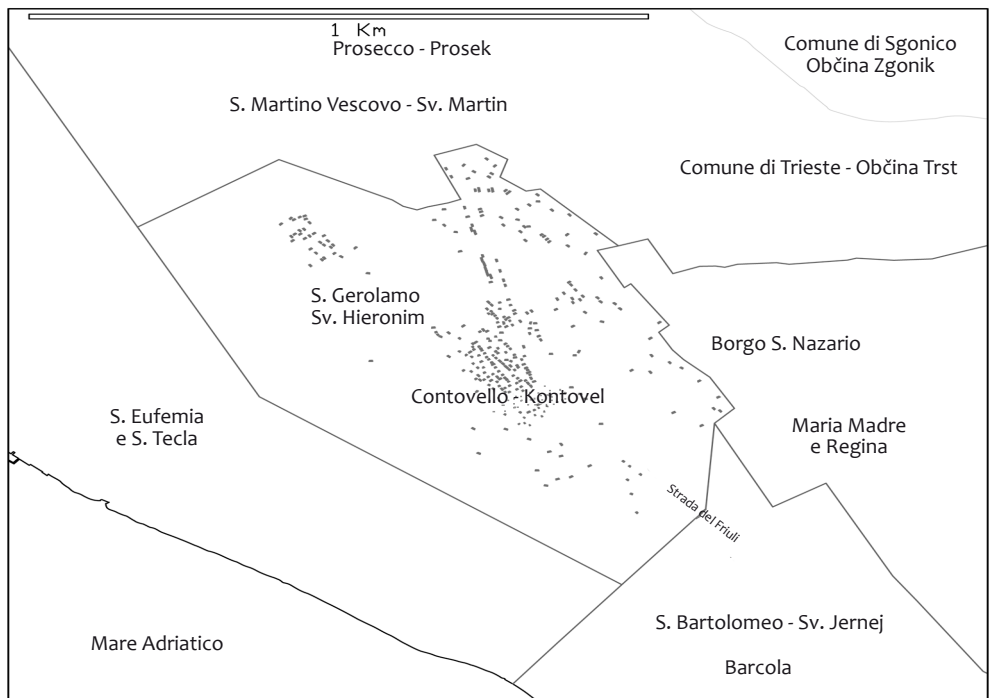 1 Km
Prosecco - Prosek
Comune di Sgonico
Občina Zgonik
S. Martino Vescovo - Sv. Martin
Comune di Trieste - Občina Trst
S. Gerolamo
Sv. Hieronim
Borgo S. Nazario
Contovello - Kontovel
S. Eufemia
e S. Tecla
Maria Madre
e Regina
Strada del Friuli
S. Bartolomeo - Sv. Jernej
Mare Adriatico
Barcola